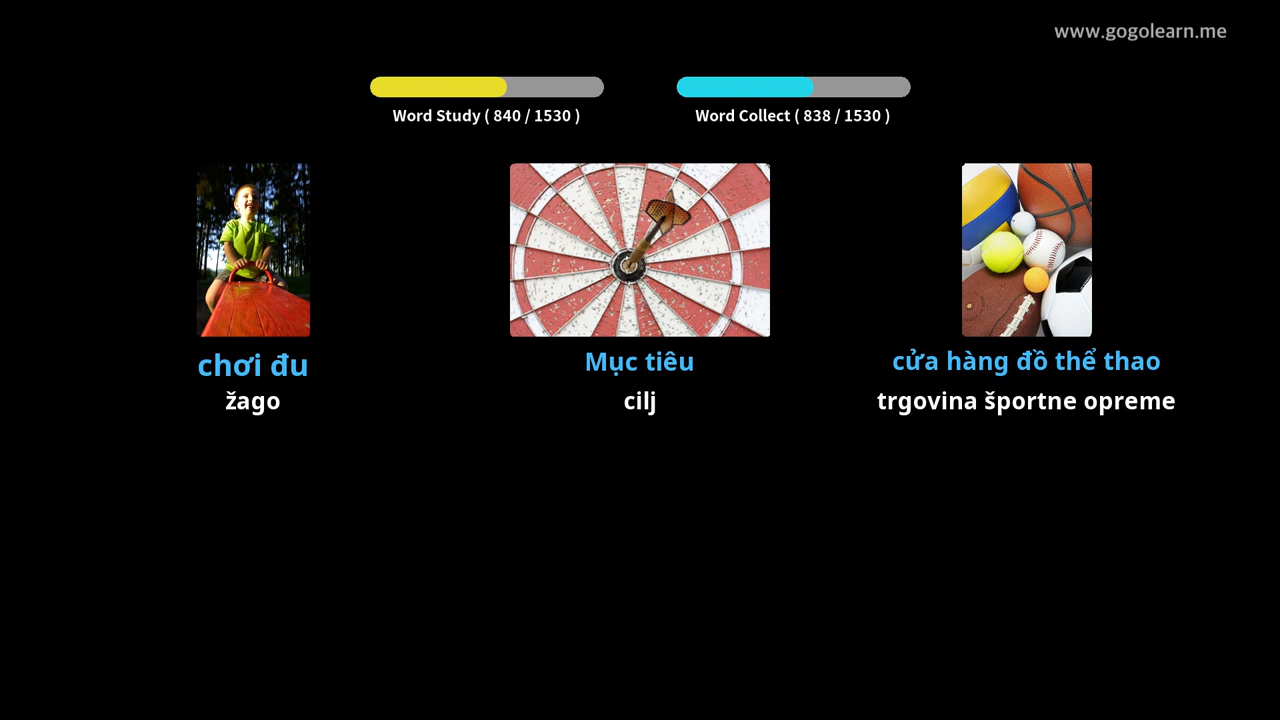 www.gogolearn.me
Word Study ( 840 / 1530 )
Word Collect ( 838 / 1530 )
chơi đu
Mục tiêu
cửa hàng đồ thể thao
žago
cilj
trgovina športne opreme